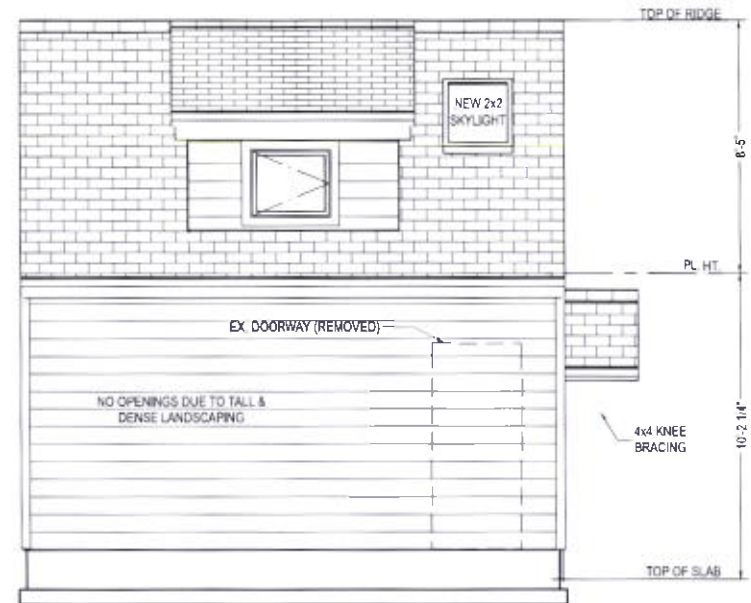 TOP OF RIDGE
NEW 2x2
SKYLIGHT
8'-5"
PL. HT.
EX. DOORWAY (REMOVED)
NO OPENINGS DUE TO TALL &
DENSE LANDSCAPING
4x4 KNEE
BRACING
10'-2 1/4"
TOP OF SLAB